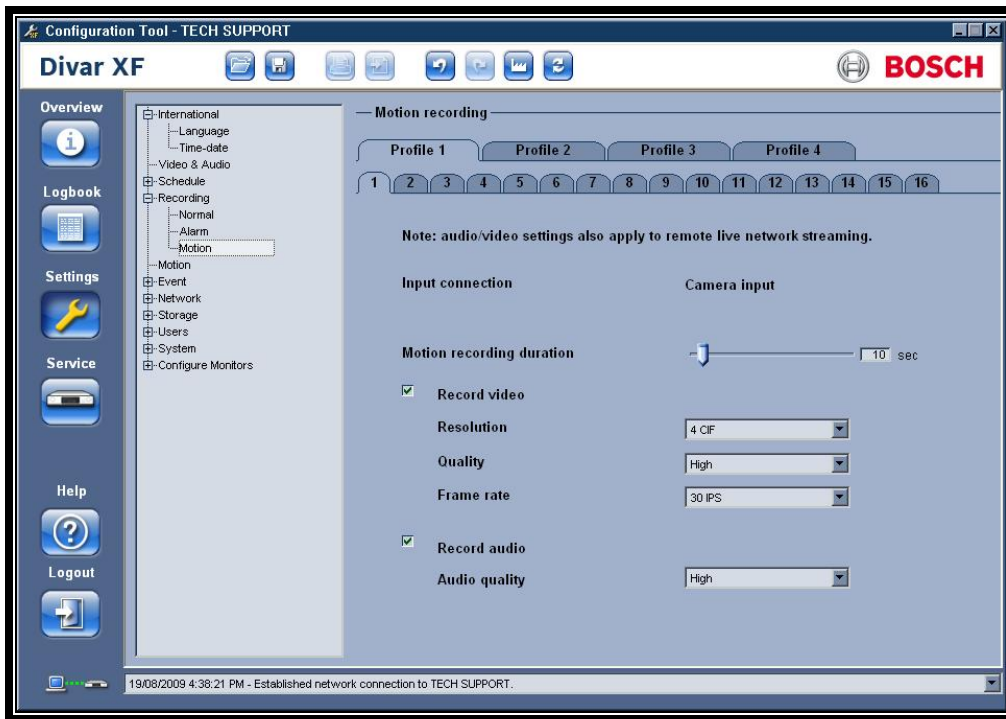 Configuration Tool - TECH SUPPORT
Divar XF
BOSCH
Overview
Logbook
Settings
Service
Help
Logout
International
Language
Time-date
Video & Audio
Schedule
Recording
Normal
Alarm
Motion
Motion
Event
Network
Storage
Users
System
Configure Monitors
Motion recording
Profile 1 Profile 2 Profile 3 Profile 4
1 2 3 4 5 6 7 8 9 10 11 12 13 14 15 16
Note: audio/video settings also apply to remote live network streaming.
Input connection Camera input
Motion recording duration 10 sec
Record video
Resolution 4 CIF
Quality High
Frame rate 30 IPS
Record audio
Audio quality High
19/08/2009 4:38:21 PM - Established network connection to TECH SUPPORT.